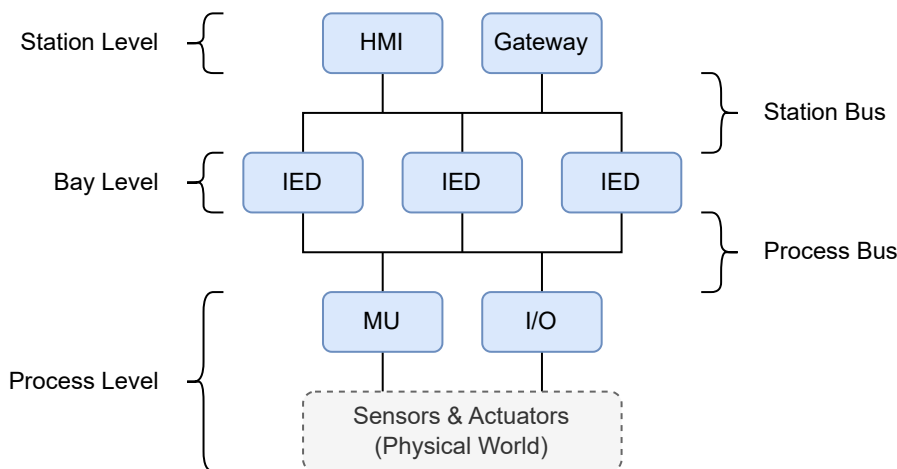 Station Level
HMI
Gateway
Station Bus
Bay Level
IED
IED
IED
Process Bus
MU
I/O
Process Level
Sensors & Actuators
(Physical World)